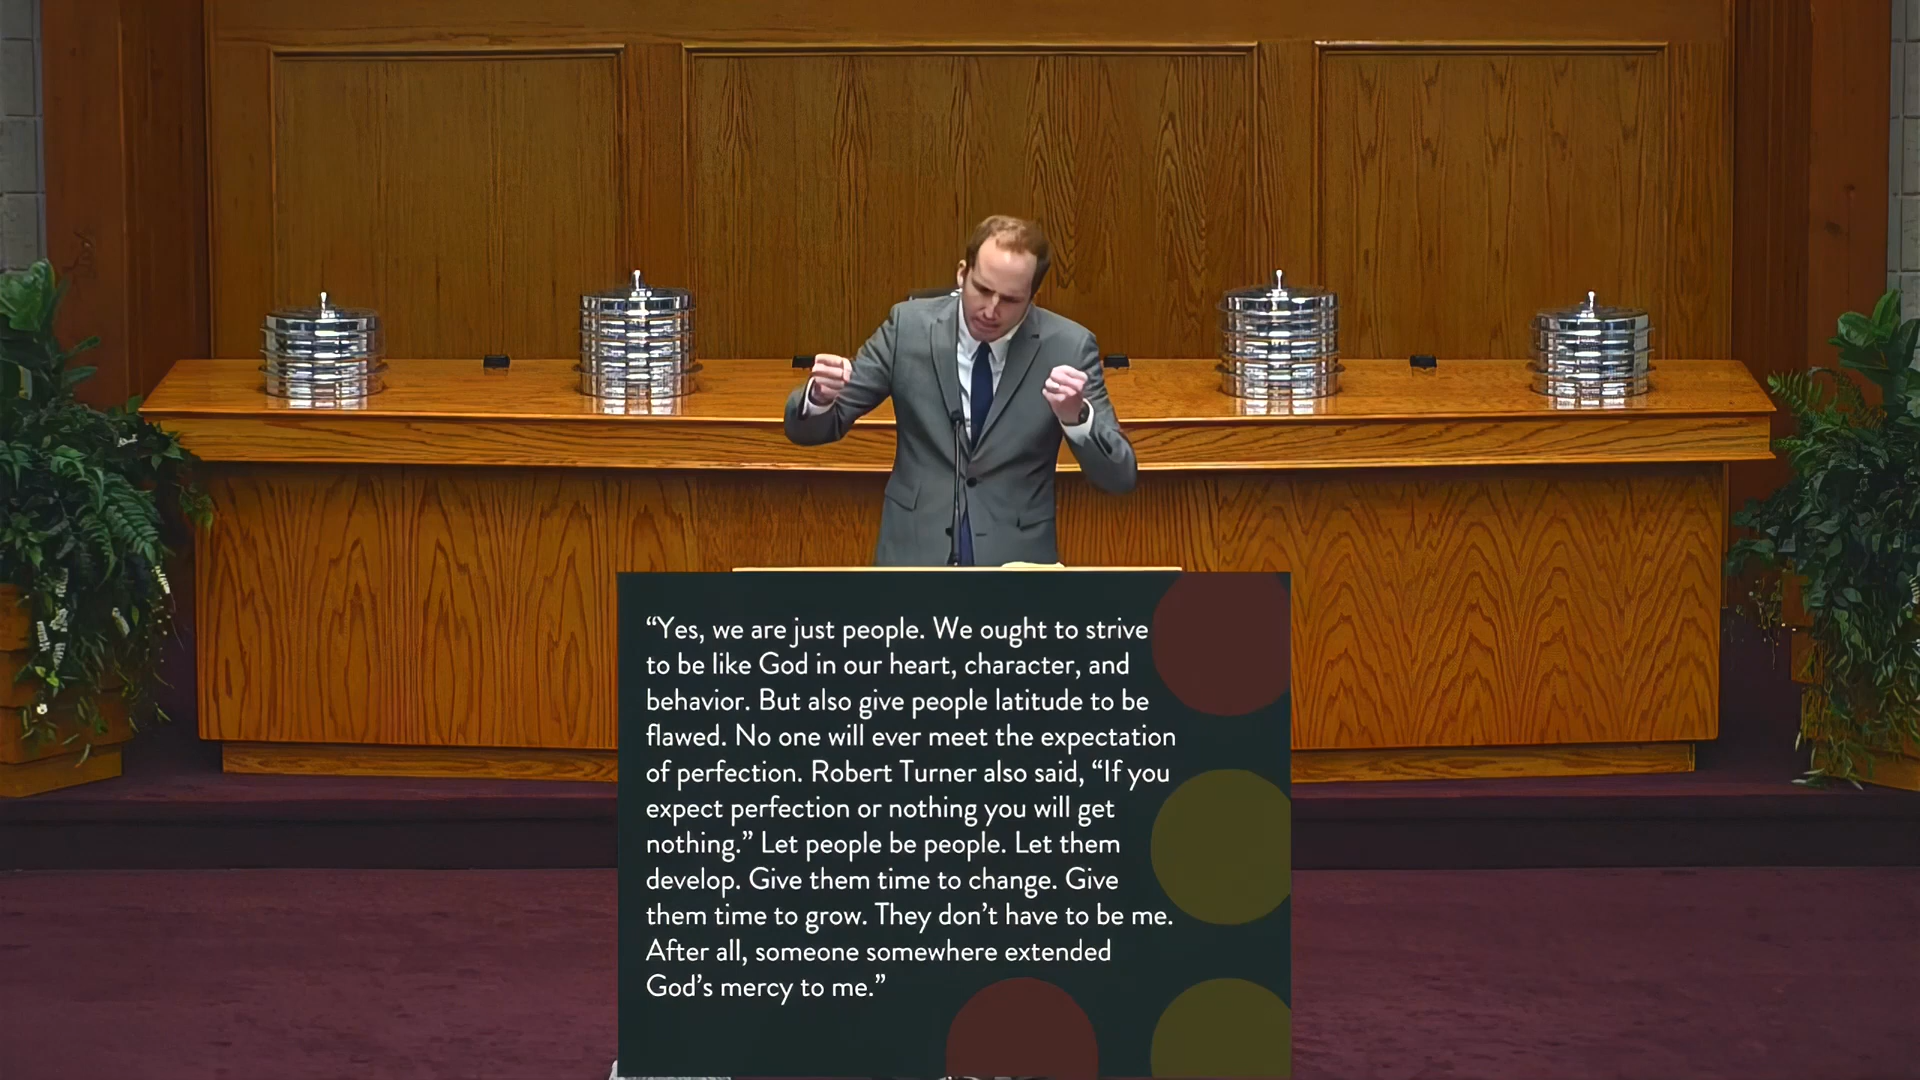 “Yes, we are just people. We ought to strive
to be like God in our heart, character, and
behavior. But also give people latitude to be
flawed. No one will ever meet the expectation
of perfection. Robert Turner also said, “If you
expect perfection or nothing you will get
nothing.” Let people be people. Let them
develop. Give them time to change. Give
them time to grow. They don’t have to be me.
After all, someone somewhere extended
God’s mercy to me.”